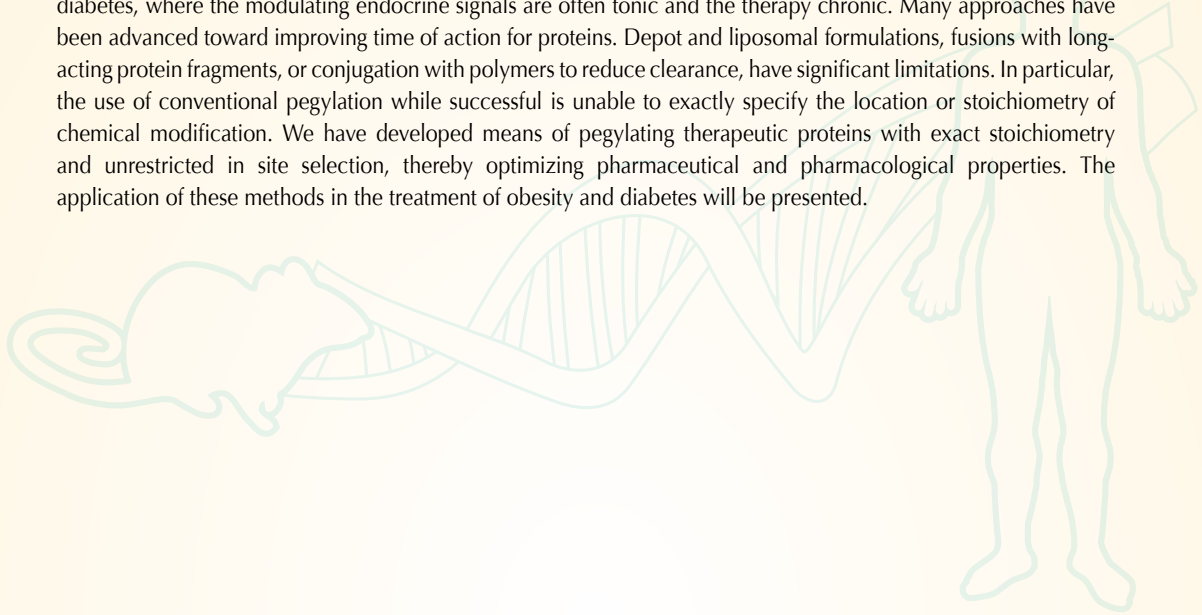 diabetes, where the modulating endocrine signals are often tonic and the therapy chronic. Many approaches have
been advanced toward improving time of action for proteins. Depot and liposomal formulations, fusions with long-
acting protein fragments, or conjugation with polymers to reduce clearance, have significant limitations. In particular,
the use of conventional pegylation while successful is unable to exactly specify the location or stoichiometry of
chemical modification. We have developed means of pegylating therapeutic proteins with exact stoichiometry
and unrestricted in site selection, thereby optimizing pharmaceutical and pharmacological properties. The
application of these methods in the treatment of obesity and diabetes will be presented.